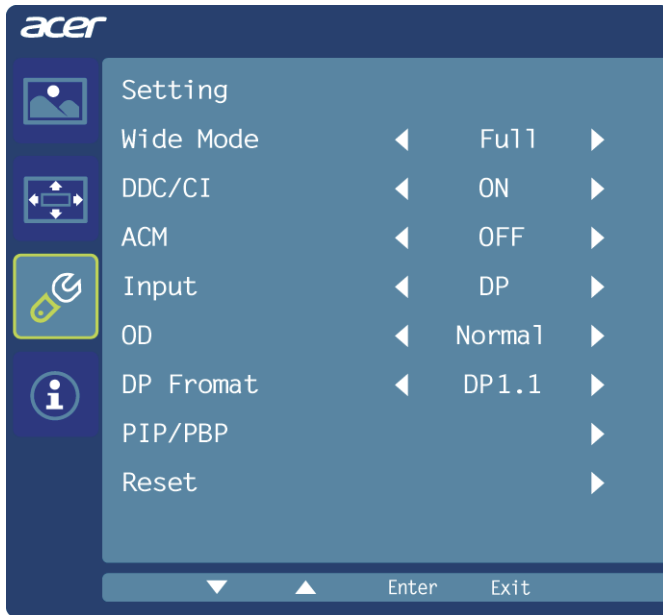 acer
Setting
Wide Mode Full
DDC/CI ON
ACM OFF
Input DP
OD Normal
DP Fromat DP1.1
PIP/PBP
Reset
Enter Exit